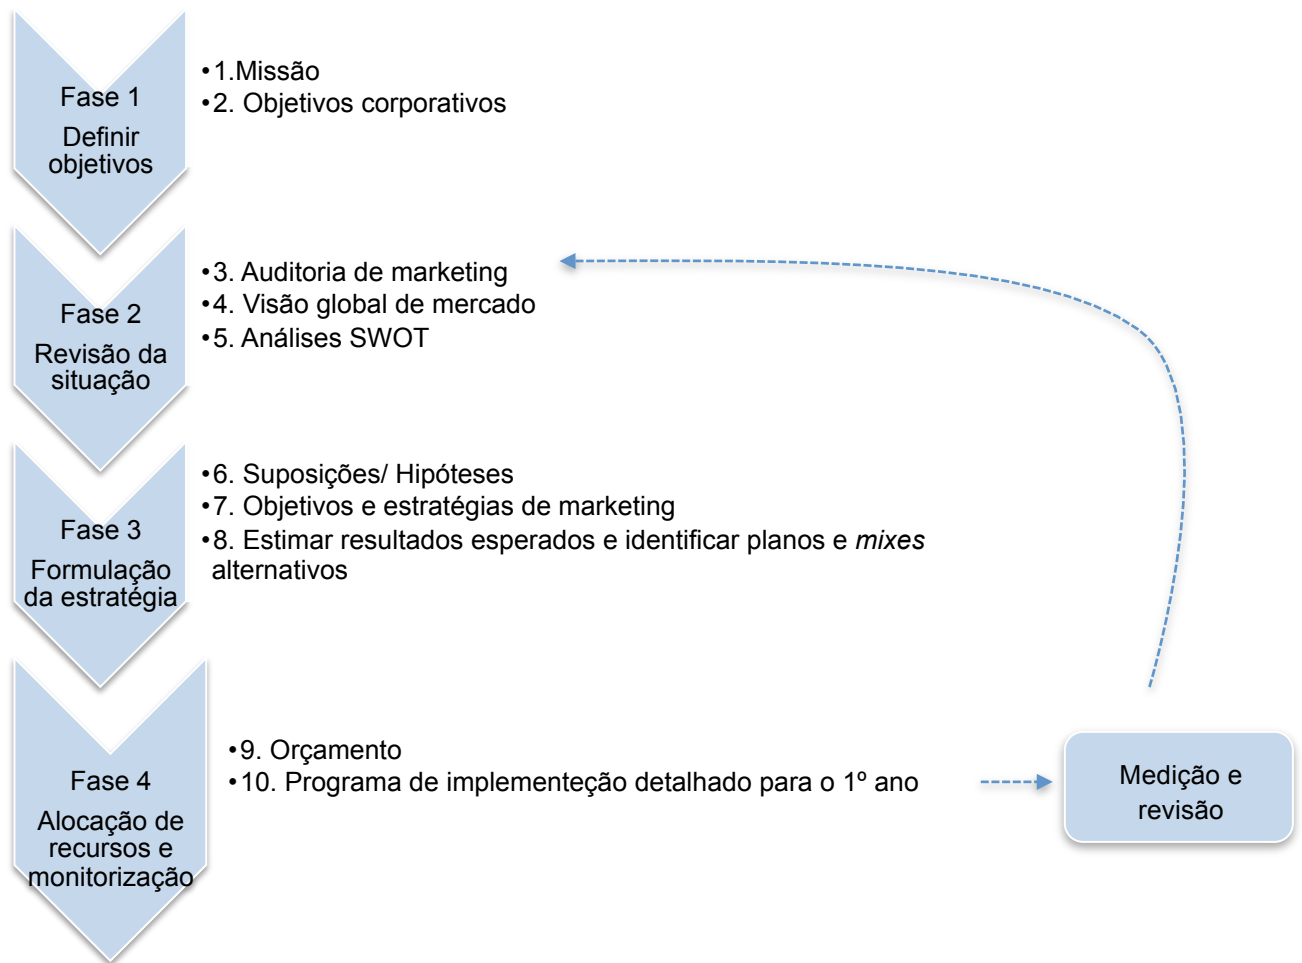 Fase 1
Definir
objetivos
•1.Missão
•2. Objetivos corporativos
Fase 2
Revisão da
situação
•3. Auditoria de marketing
•4. Visão global de mercado
•5. Análises SWOT
Fase 3
Formulação
da estratégia
•6. Suposições/ Hipóteses
•7. Objetivos e estratégias de marketing
•8. Estimar resultados esperados e identificar planos e mixes
alternativos
Fase 4
Alocação de
recursos e
monitorização
•9. Orçamento
•10. Programa de implementeção detalhado para o 1º ano
Medição e
revisão